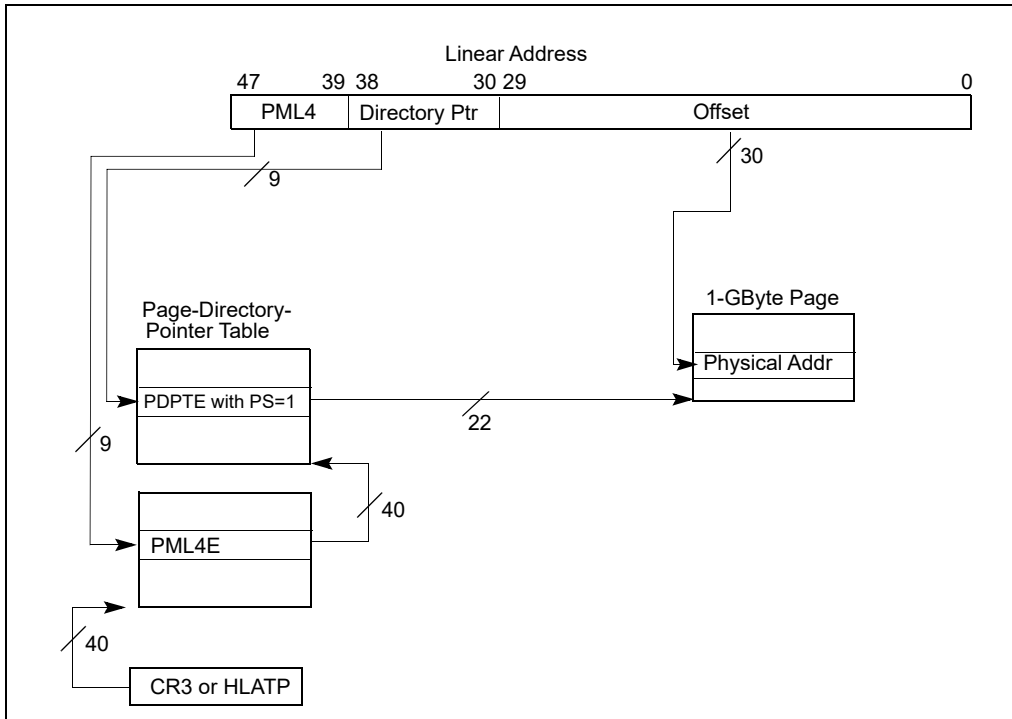 Linear Address
47 39 38 30 29 0
PML4 Directory Ptr Offset
9
30
Page-Directory-
Pointer Table
1-GByte Page
Physical Addr
PDPTE with PS=1
22
9
40
PML4E
40
CR3 or HLATP